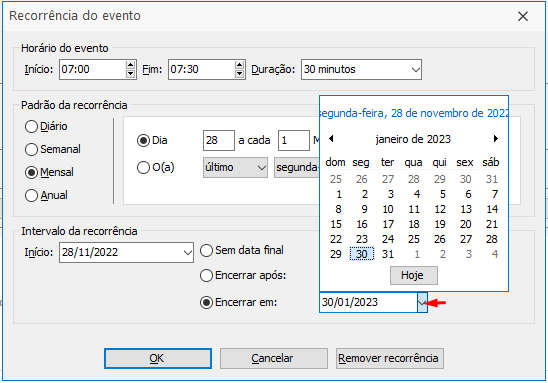 Recorrência do evento
Horário do evento
Início: 07:00 Fim: 07:30 Duração: 30 minutos
Padrão da recorrência
Diário
Semanal
Mensal
Anual
Dia 28 a cada 1 M
O(a) último segunda-
segunda-feira, 28 de novembro de 2022
janeiro de 2023
dom seg ter qua qui sex sáb
25 26 27 28 29 30 31
1 2 3 4 5 6 7
8 9 10 11 12 13 14
15 16 17 18 19 20 21
22 23 24 25 26 27 28
29 30 31 1 2 3 4
Hoje
Intervalo da recorrência
Início: 28/11/2022
Sem data final
Encerrar após:
Encerrar em: 30/01/2023
OK Cancelar Remover recorrência